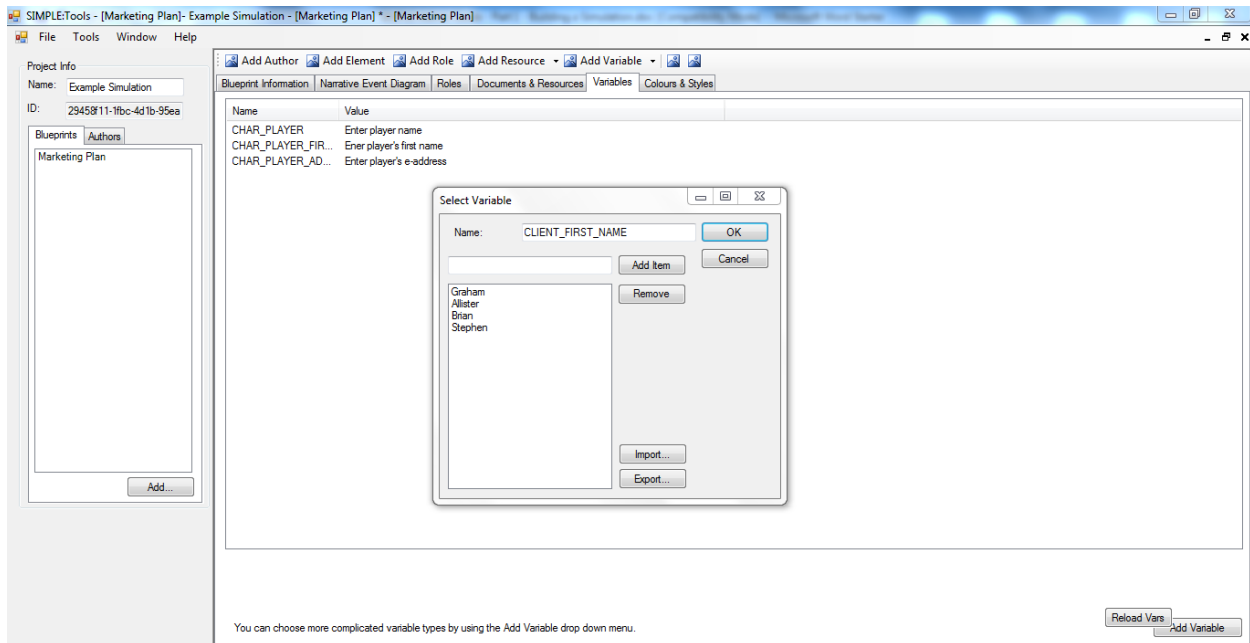 SIMPLE:Tools - [Marketing Plan]- Example Simulation - [Marketing Plan] * - [Marketing Plan]
File Tools Window Help
Project Info
Name: Example Simulation
ID: 29458f11-1fbc-4d1b-95ea
Blueprints Authors
Marketing Plan
Add...
Add Author Add Element Add Role Add Resource Add Variable
Blueprint Information Narrative Event Diagram Roles Documents & Resources Variables Colours & Styles
Name Value
CHAR_PLAYER Enter player name
CHAR_PLAYER_FIR... Ener player's first name
CHAR_PLAYER_AD... Enter player's e-address
Select Variable
Name: CLIENT_FIRST_NAME OK
Add Item Cancel
Graham Remove
Allister
Brian
Stephen
Import...
Export...
Reload Vars
You can choose more complicated variable types by using the Add Variable drop down menu. Add Variable